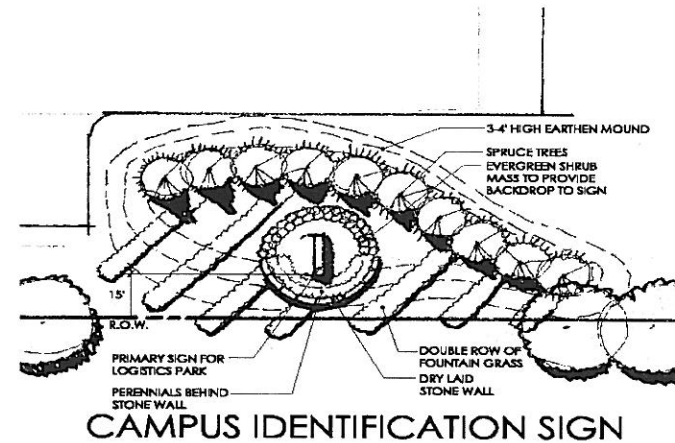 3-4' HIGH EARTHEN MOUND
SPRUCE TREES
EVERGREEN SHRUB
MASS TO PROVIDE
BACKDROP TO SIGN
15'
R.O.W.
PRIMARY SIGN FOR
LOGISTICS PARK
PERENNIALS BEHIND
STONE WALL
DOUBLE ROW OF
FOUNTAIN GRASS
DRY LAID
STONE WALL
CAMPUS IDENTIFICATION SIGN